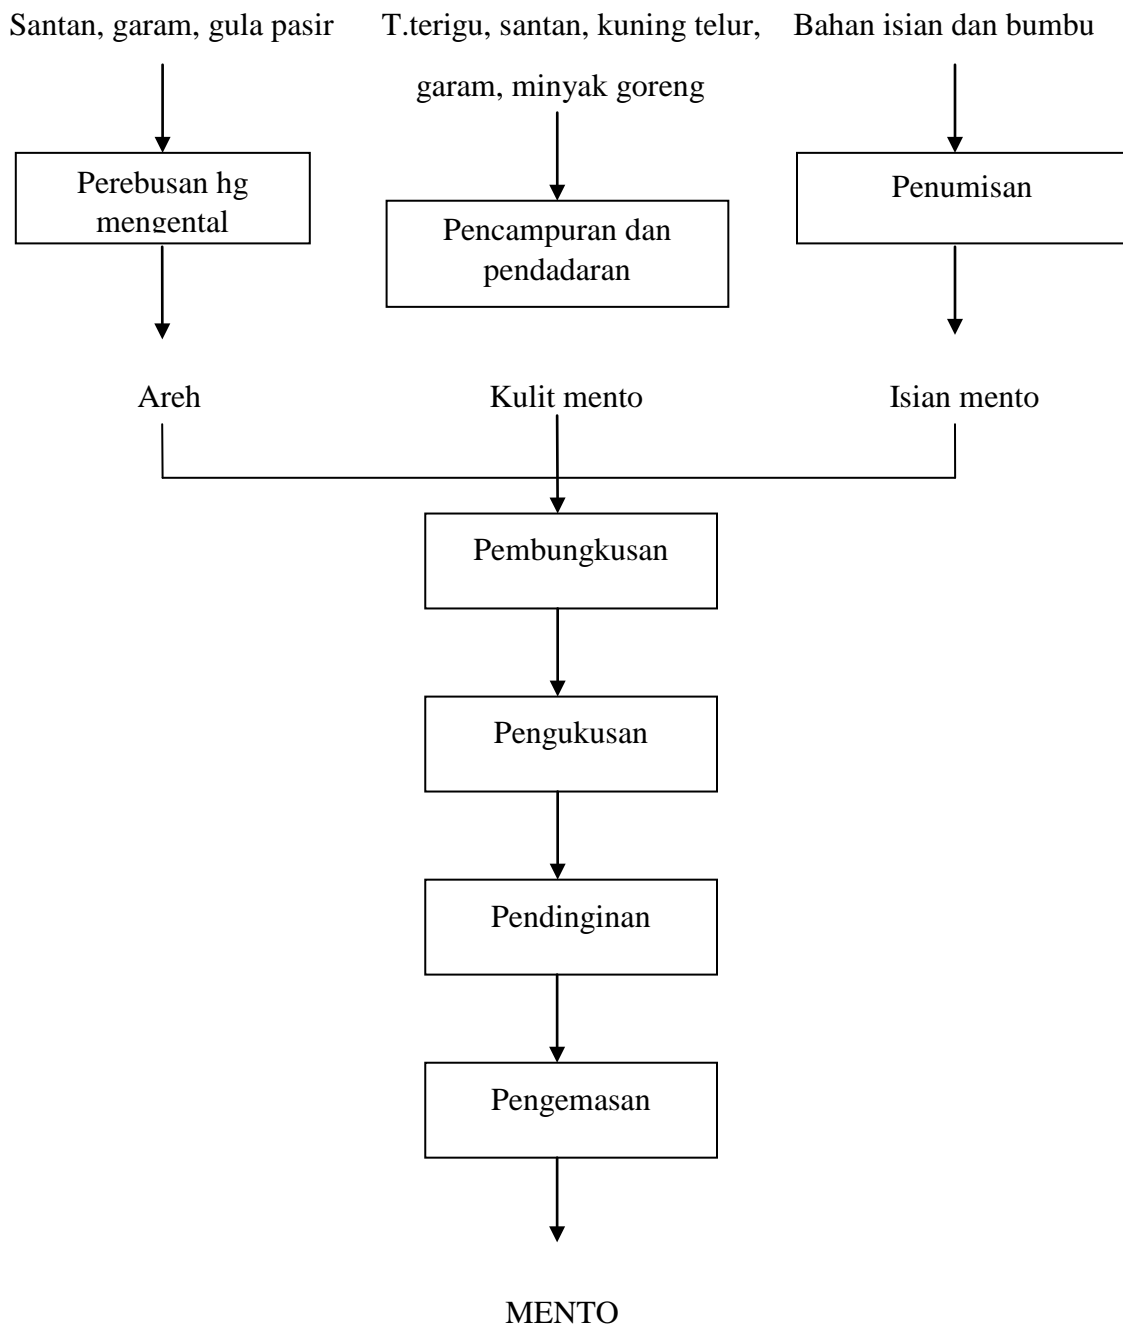 Santan, garam, gula pasir
T.terigu, santan, kuning telur,
garam, minyak goreng
Bahan isian dan bumbu
Perebusan hg
mengental
Pencampuran dan
pendadaran
Penumisan
Areh
Kulit mento
Isian mento
Pembungkusan
Pengukusan
Pendinginan
Pengemasan
MENTO